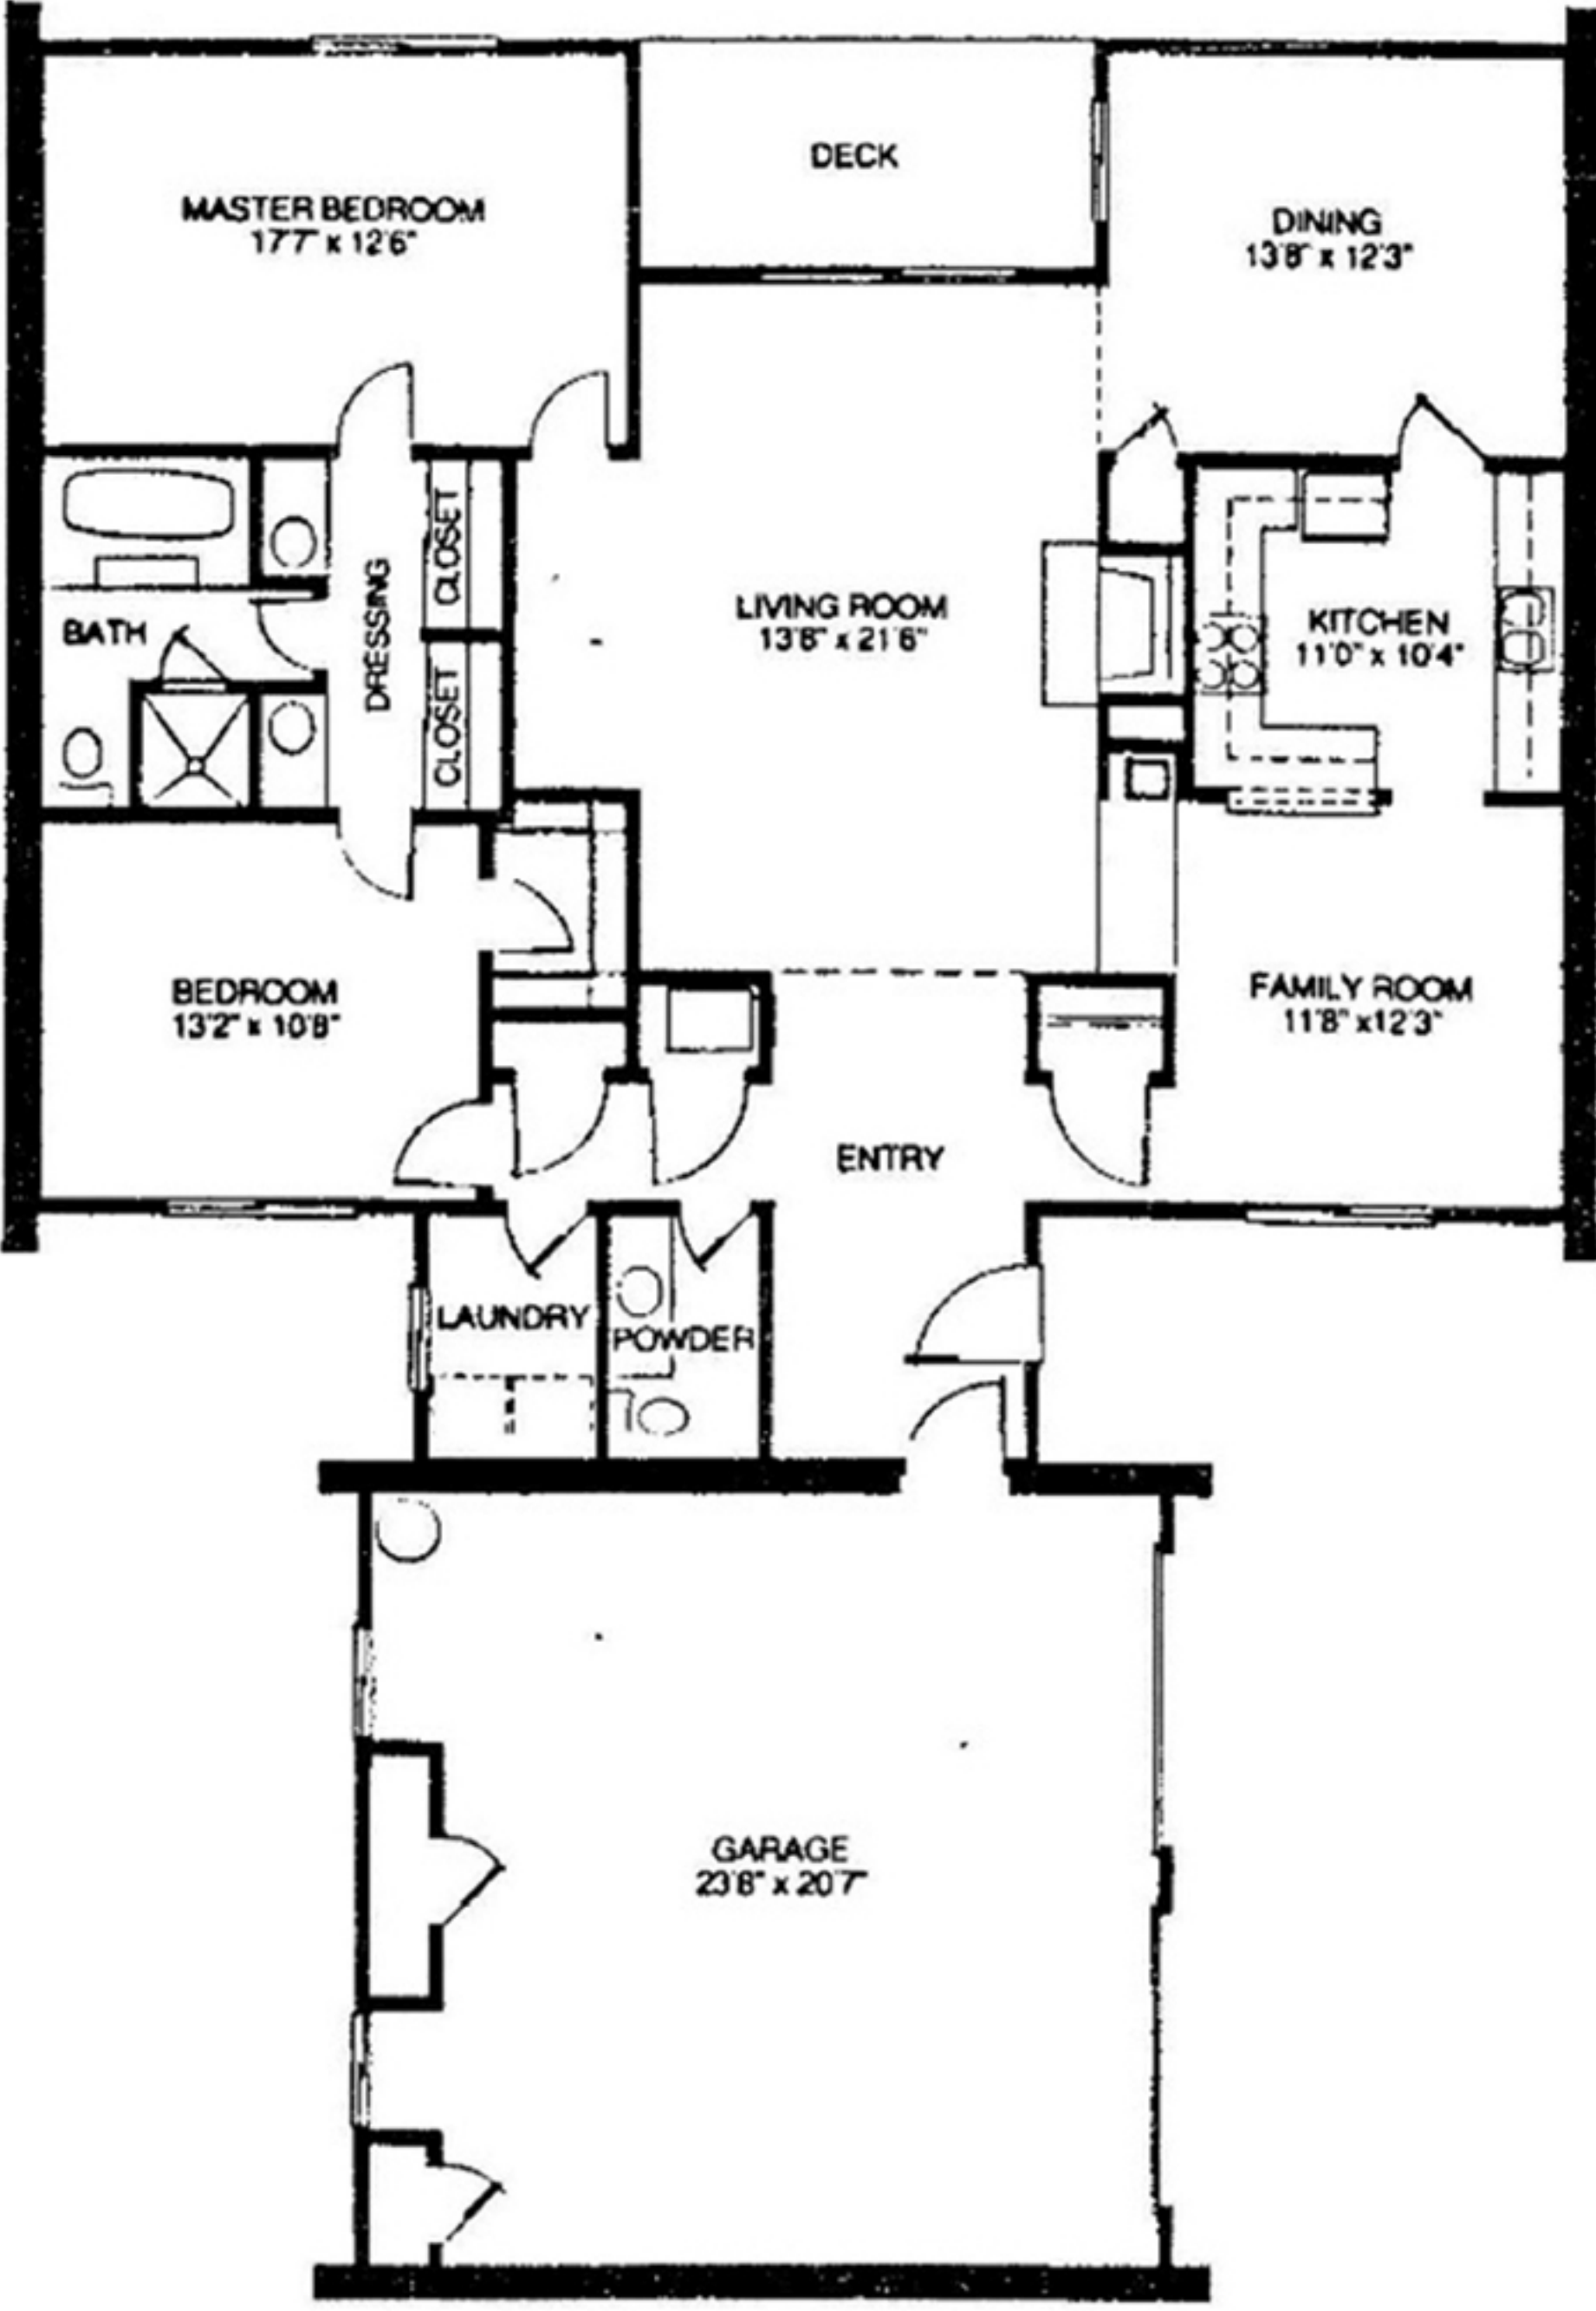 DECK
MASTER BEDROOM
17'7" x 12'6"
DINING
13'8" x 12'3"
CLOSET
LIVING ROOM
13'6" x 21'6"
KITCHEN
11'0" x 10'4"
BATH
DRESSING
CLOSET
BEDROOM
13'2" x 10'8"
FAMILY ROOM
11'8" x12'3"
ENTRY
LAUNDRY
POWDER
GARAGE
23'8" x 20'7"